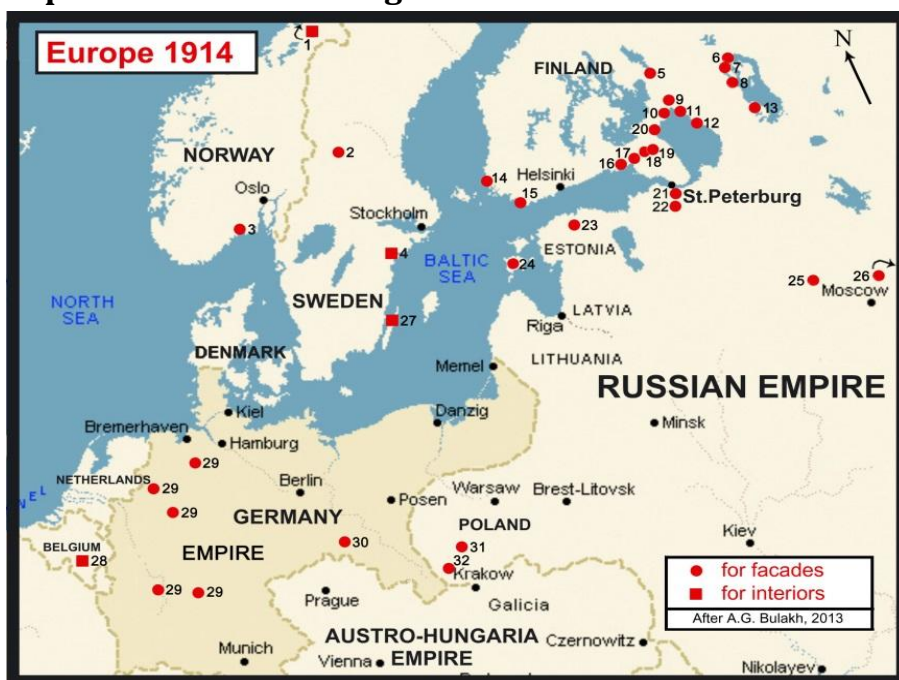 Europe 1914
N
1
FINLAND
6
7
5
8
9
10
11
13
12
20
NORWAY
2
17
19
18
16
14
Helsinki
Oslo
15
21
St.Peterburg
Stockholm
22
3
23
ESTONIA
4
BALTIC
SEA
24
25
26
Moscow
NORTH
SEA
SWEDEN
27
LATVIA
Riga
DENMARK
LITHUANIA
Memel
RUSSIAN EMPIRE
Kiel
Danzig
Minsk
Bremerhaven
Hamburg
29
NETHERLANDS
29
Berlin
Posen
Warsaw
Brest-Litovsk
NEL
29
GERMANY
POLAND
Kiev
BELGIUM
EMPIRE
30
31
28
32
Krakow
for facades
for interiors
29
29
Prague
Galicia
After A.G. Bulakh, 2013
AUSTRO-HUNGARIA
EMPIRE
Czernowitz
Munich
Vienna
Nikolayev